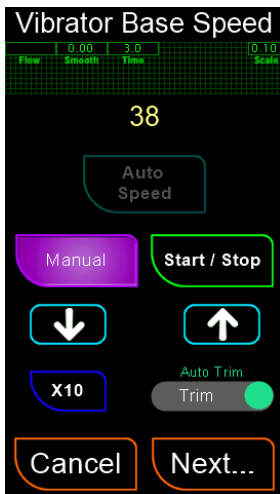 Vibrator Base Speed
0.00 3.0 0.10
Flow Smooth Time Scale
38
Auto
Speed
Manual Start / Stop
Auto Trim
X10 Trim
Cancel Next...